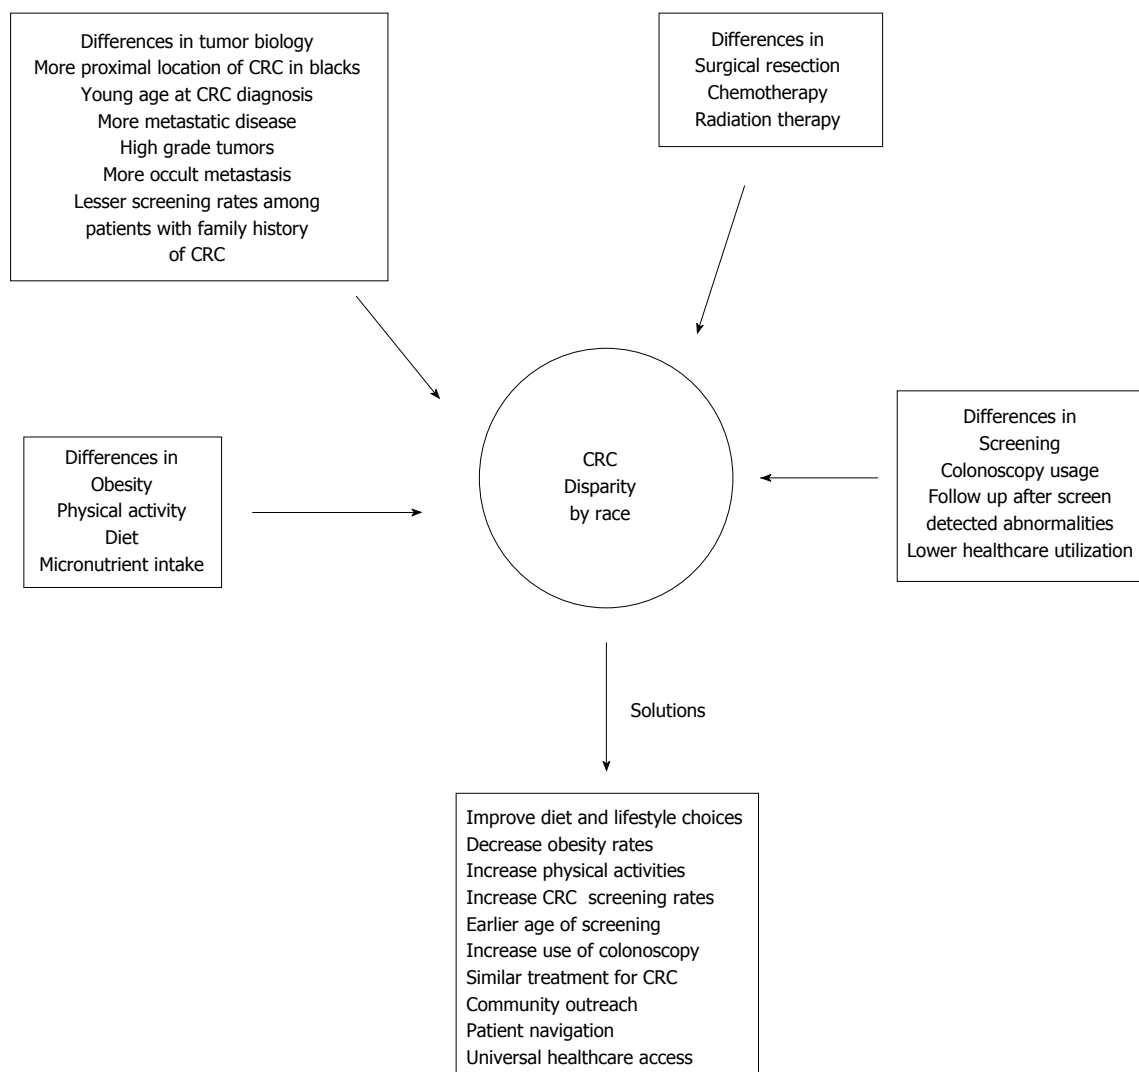 Differences in tumor biology
More proximal location of CRC in blacks
Young age at CRC diagnosis
More metastatic disease
High grade tumors
More occult metastasis
Lesser screening rates among
patients with family history
of CRC
Differences in
Surgical resection
Chemotherapy
Radiation therapy
Differences in
Obesity
Physical activity
Diet
Micronutrient intake
CRC
Disparity
by race
Differences in
Screening
Colonoscopy usage
Follow up after screen
detected abnormalities
Lower healthcare utilization
Solutions
Improve diet and lifestyle choices
Decrease obesity rates
Increase physical activities
Increase CRC  screening rates
Earlier age of screening
Increase use of colonoscopy
Similar treatment for CRC
Community outreach
Patient navigation
Universal healthcare access